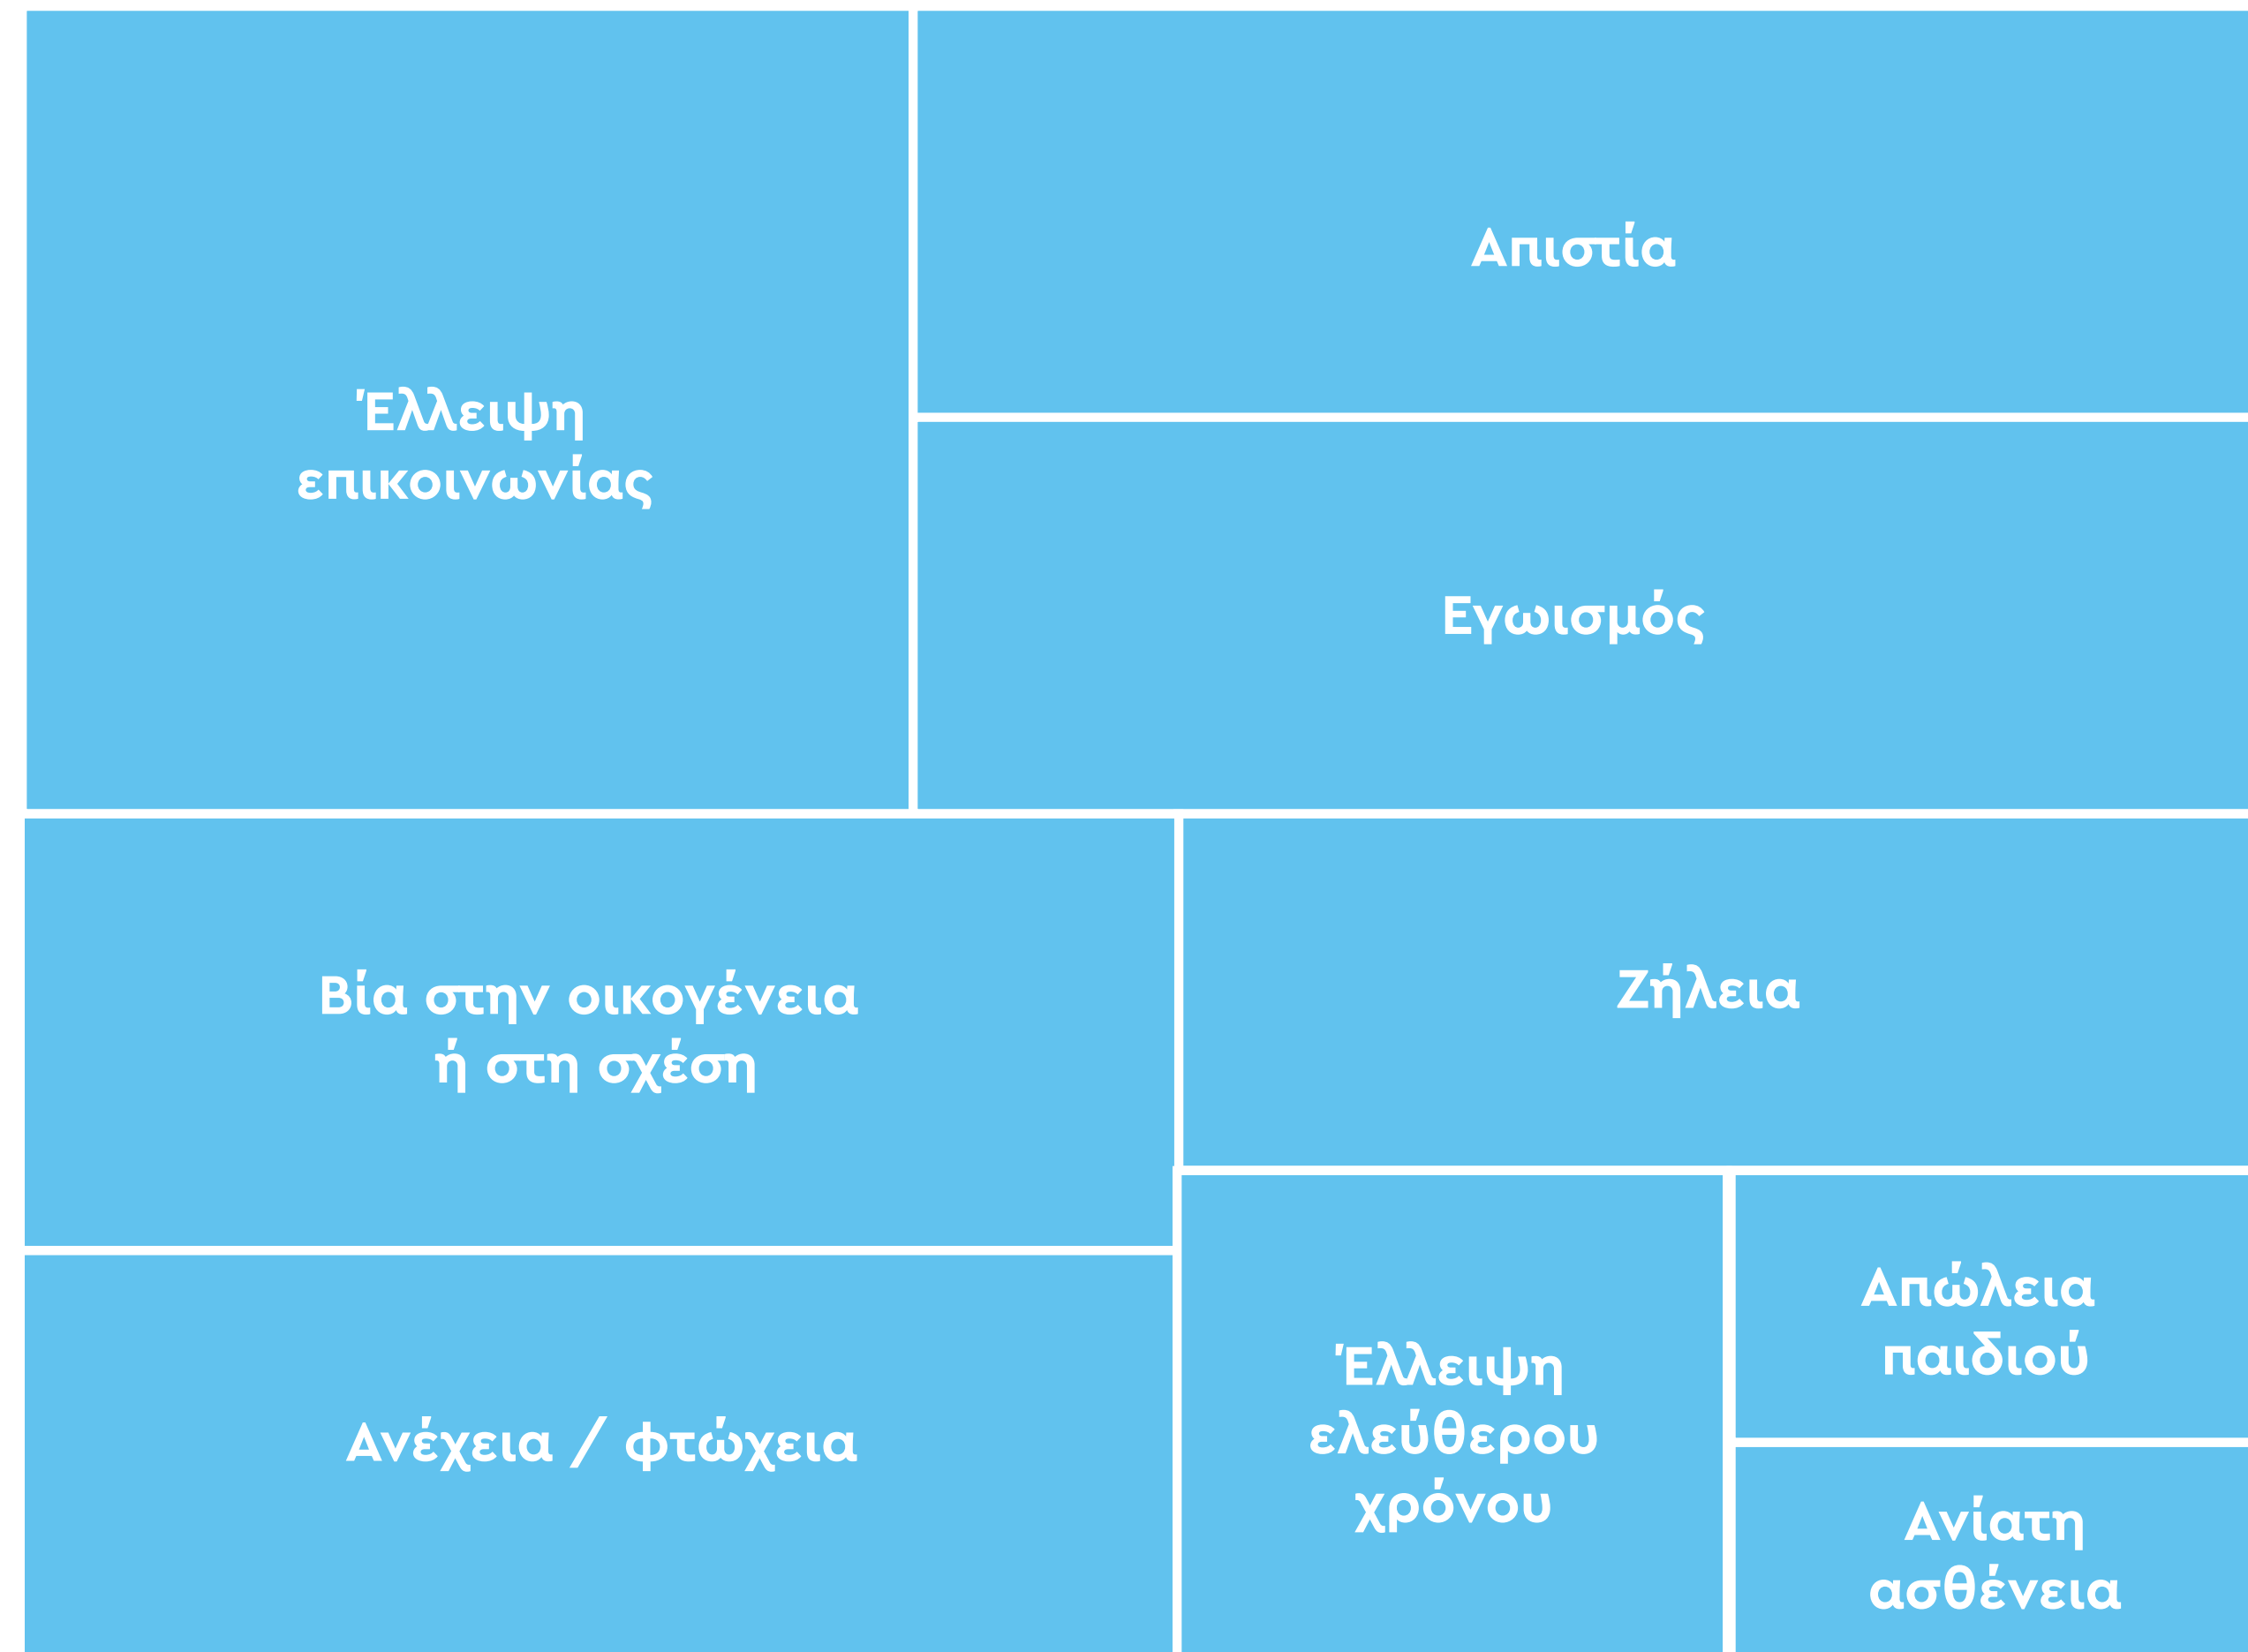 Απιστία
Έλλειψη
επικοινωνίας
Εγωισμός
Βία στην οικογένεια
ή στη σχέση
Ζήλεια
Ανέχεια / Φτώχεια
Έλλειψη
ελεύθερου
χρόνου
Απώλεια
παιδιού
Ανίατη
ασθένεια